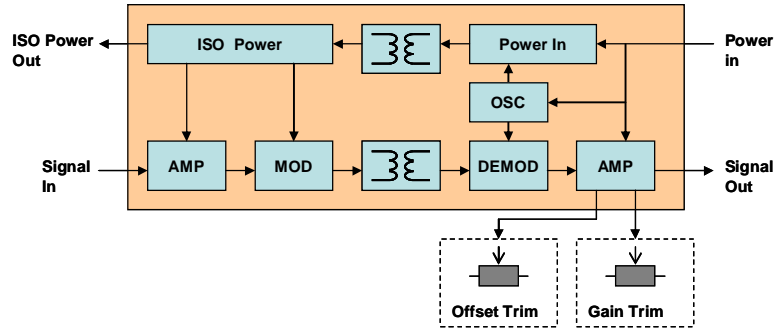 ISO Power
Out
ISO Power
Power In
Power
in
OSC
Signal
In
AMP
MOD
DEMOD
AMP
Signal
Out
Offset Trim
Gain Trim